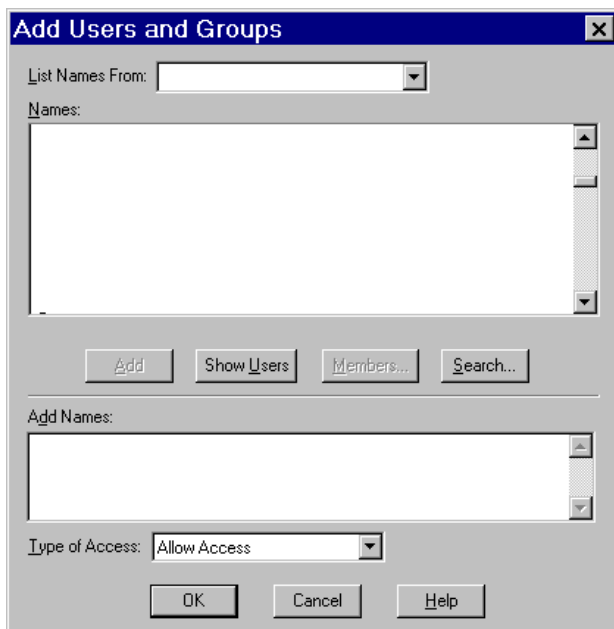 Add Users and Groups
List Names From:
Names:
Add Show Users Members... Search...
Add Names:
Type of Access: Allow Access
OK Cancel Help